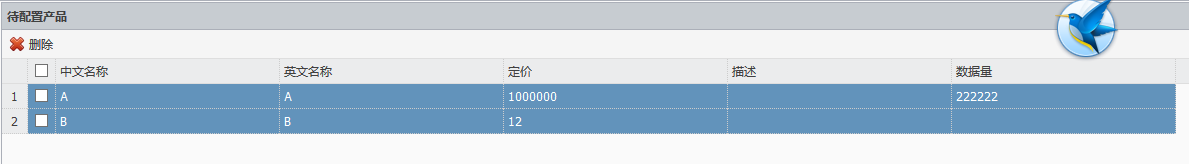 待配置产品
删除
中文名称 英文名称 定价 描述 数据量
1 A A 1000000 222222
2 B B 12